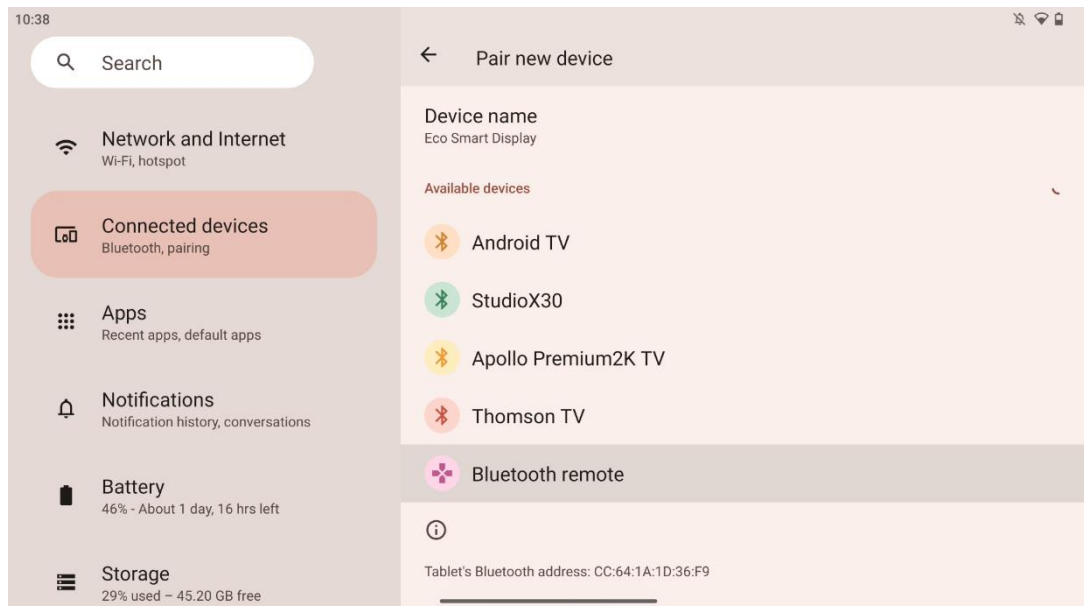 10:38
Search
Network and Internet
Wi-Fi, hotspot
Connected devices
Bluetooth, pairing
Apps
Recent apps, default apps
Notifications
Notification history, conversations
Battery
46% - About 1 day, 16 hrs left
Storage
29% used – 45.20 GB free
Pair new device
Device name
Eco Smart Display
Available devices
Android TV
StudioX30
Apollo Premium2K TV
Thomson TV
Bluetooth remote
Tablet's Bluetooth address: CC:64:1A:1D:36:F9